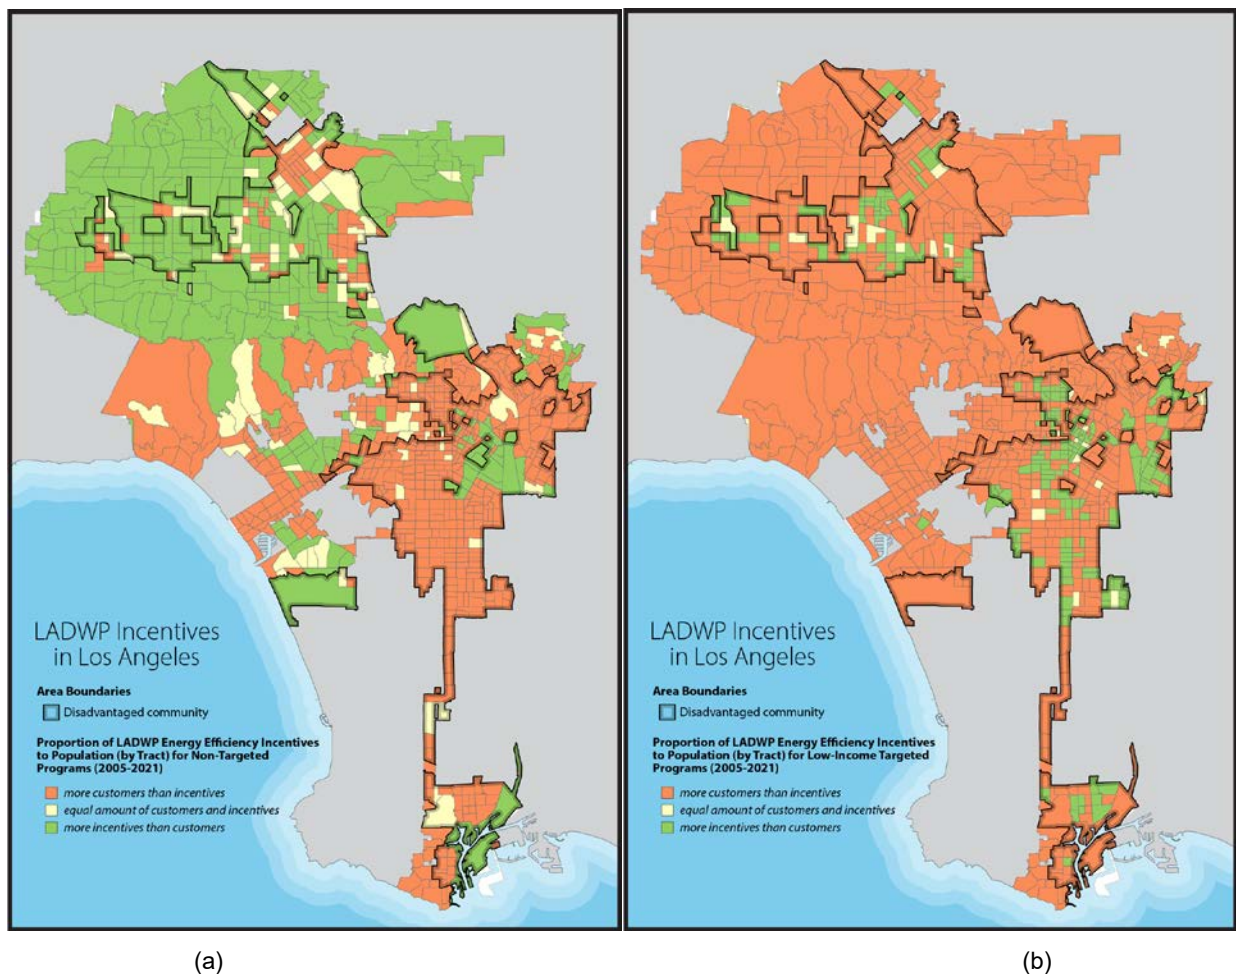 LADWP Incentives
in Los Angeles
Area Boundaries
Disadvantaged community
Proportion of LADWP Energy Efficiency Incentives
to Population (by Tract) for Non-Targeted
Programs (2005-2021)
more customers than incentives
equal amount of customers and incentives
more incentives than customers
(a)
LADWP Incentives
in Los Angeles
Area Boundaries
Disadvantaged community
Proportion of LADWP Energy Efficiency Incentives
to Population (by Tract) for Low-Income Targeted
Programs (2005-2021)
more customers than incentives
equal amount of customers and incentives
more incentives than customers
(b)